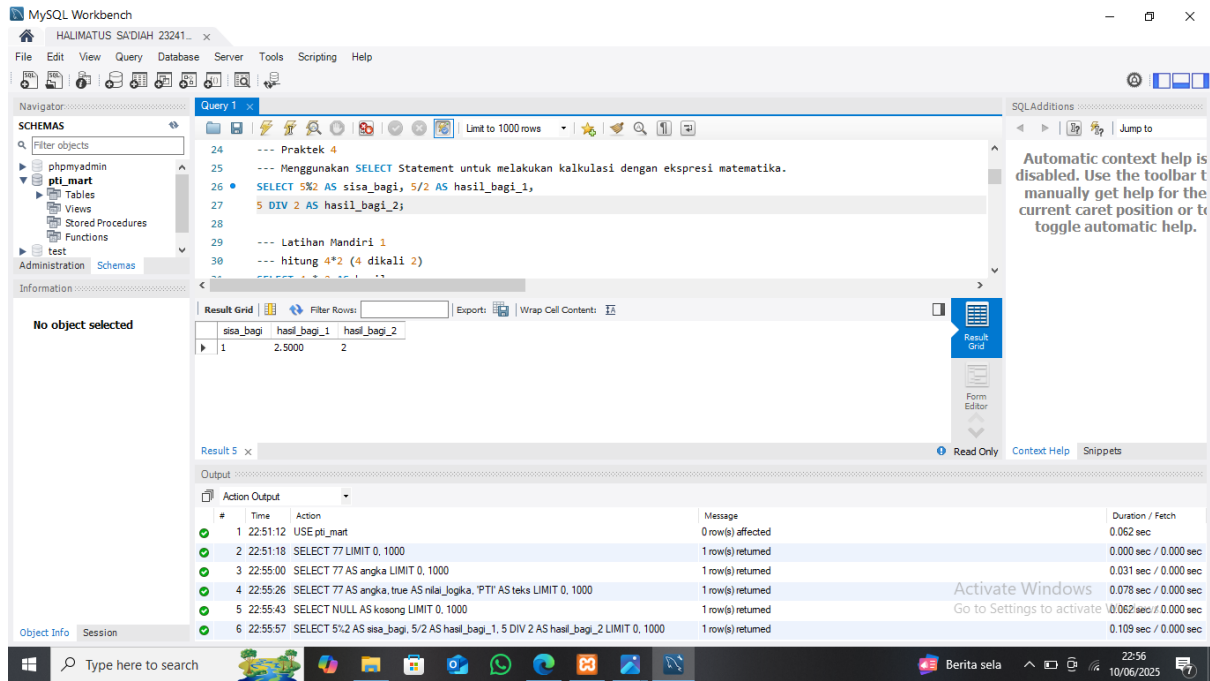 MySQL Workbench
HALIMATUS SA'DIAH 23241...
File Edit View Query Database Server Tools Scripting Help
Navigator
SCHEMAS
Filter objects
phpmyadmin
pti_mart
Tables
Views
Stored Procedures
Functions
test
Administration Schemas
Information
No object selected
Object Info Session
Query 1
Limit to 1000 rows
24 --- Praktek 4
25 --- Menggunakan SELECT Statement untuk melakukan kalkulasi dengan ekspresi matematika.
26 SELECT 5%2 AS sisa_bagi, 5/2 AS hasil_bagi_1,
27 5 DIV 2 AS hasil_bagi_2;
28
29 --- Latihan Mandiri 1
30 --- hitung 4*2 (4 dikali 2)
Result Grid Filter Rows: Export: Wrap Cell Content:
sisa_bagi hasil_bagi_1 hasil_bagi_2
1 2.5000 2
Result Grid
Form Editor
Result 5
Read Only
SQLAdditions
Jump to
Automatic context help is
disabled. Use the toolbar t
manually get help for the
current caret position or to
toggle automatic help.
Context Help Snippets
Output
Action Output
# Time Action Message Duration / Fetch
1 22:51:12 USE pti_mart 0 row(s) affected 0.062 sec
2 22:51:18 SELECT 77 LIMIT 0, 1000 1 row(s) returned 0.000 sec / 0.000 sec
3 22:55:00 SELECT 77 AS angka LIMIT 0, 1000 1 row(s) returned 0.031 sec / 0.000 sec
4 22:55:26 SELECT 77 AS angka, true AS nilai_logika, 'PTI' AS teks LIMIT 0, 1000 1 row(s) returned 0.078 sec / 0.000 sec
5 22:55:43 SELECT NULL AS kosong LIMIT 0, 1000 1 row(s) returned 0.062 sec / 0.000 sec
6 22:55:57 SELECT 5%2 AS sisa_bagi, 5/2 AS hasil_bagi_1, 5 DIV 2 AS hasil_bagi_2 LIMIT 0, 1000 1 row(s) returned 0.109 sec / 0.000 sec
Activate Windows
Go to Settings to activate
Type here to search
Berita sela
22:56
10/06/2025
7